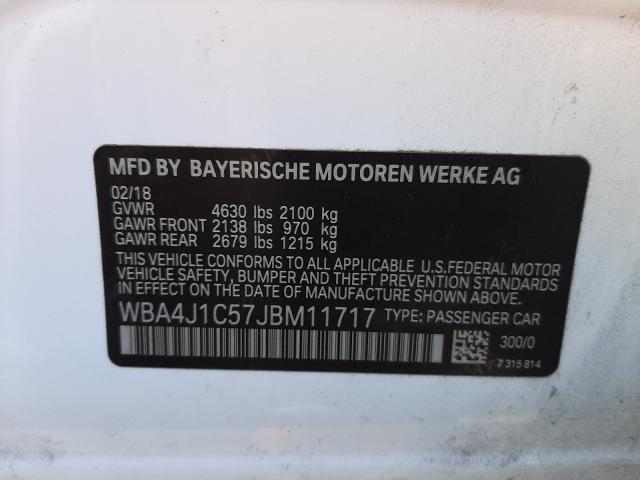 MFD BY BAYERISCHE MOTOREN WERKE AG
02/18
GVWR 4630 lbs 2100 kg
GAWR FRONT 2138 lbs 970 kg
GAWR REAR 2679 lbs 1215 kg
THIS VEHICLE CONFORMS TO ALL APPLICABLE U.S.FEDERAL MOTOR
VEHICLE SAFETY, BUMPER AND THEFT PREVENTION STANDARDS
IN EFFECT ON THE DATE OF MANUFACTURE SHOWN ABOVE.
WBA4J1C57JBM11717 TYPE: PASSENGER CAR
300/0
7 315 814